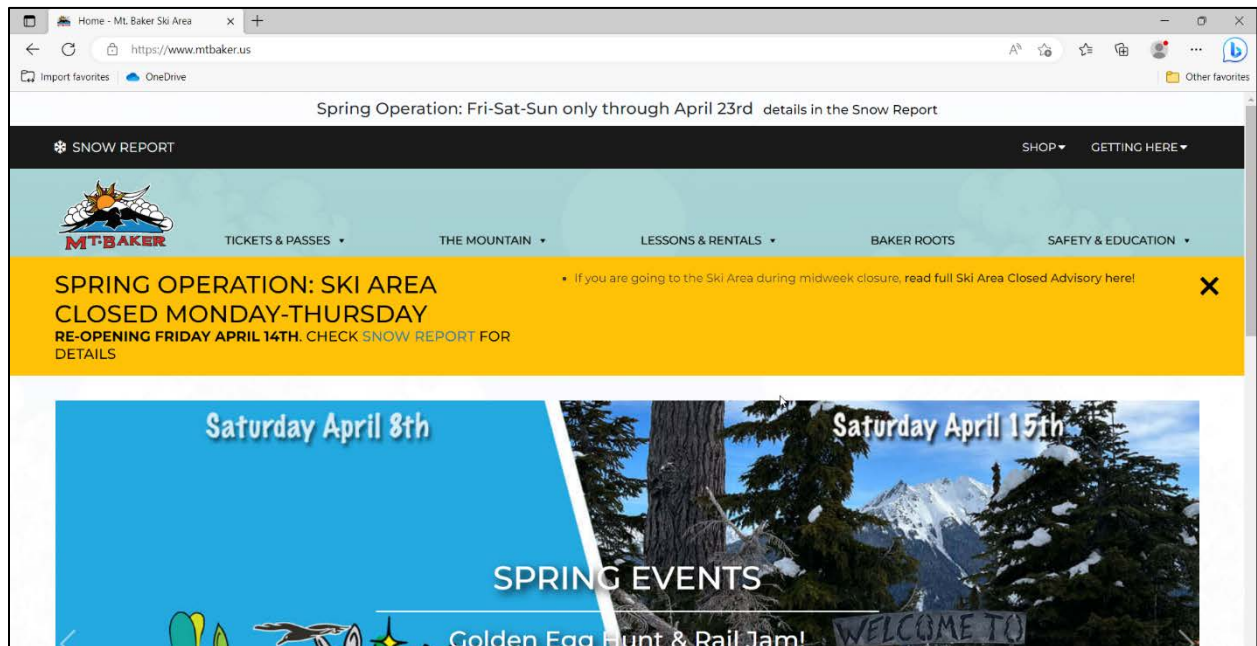 Home - Mt. Baker Ski Area
https://www.mtbaker.us
Import favorites OneDrive Other favorites
Spring Operation: Fri-Sat-Sun only through April 23rd details in the Snow Report
SNOW REPORT SHOP GETTING HERE
MT·BAKER
TICKETS & PASSES THE MOUNTAIN LESSONS & RENTALS BAKER ROOTS SAFETY & EDUCATION
SPRING OPERATION: SKI AREA
CLOSED MONDAY-THURSDAY
RE-OPENING FRIDAY APRIL 14TH. CHECK SNOW REPORT FOR
DETAILS
• If you are going to the Ski Area during midweek closure, read full Ski Area Closed Advisory here!
Saturday April 8th
Saturday April 15th
SPRING EVENTS
Golden Egg Hunt & Rail Jam!
WELCOME TO